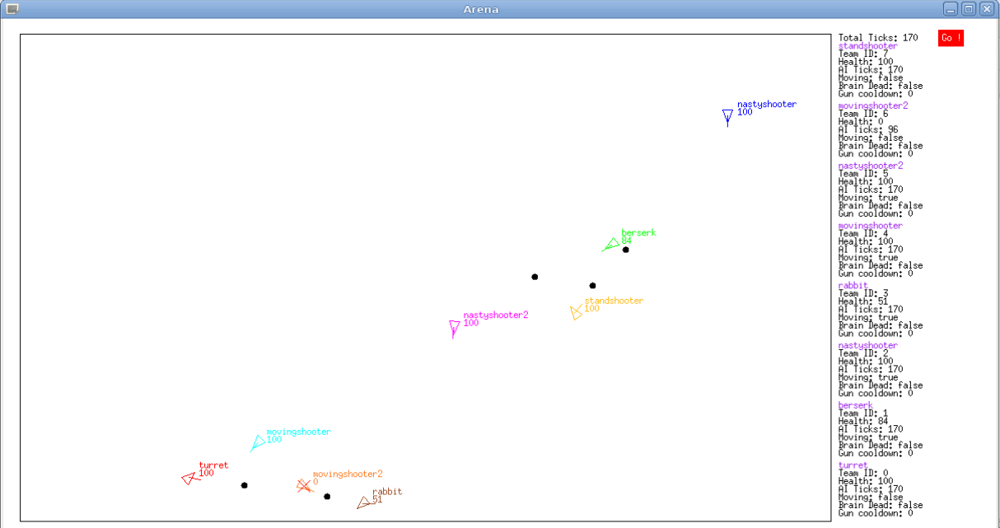 Arena
Total Ticks: 170
Go !
standshooter
Team ID: 7
Health: 100
AI Ticks: 170
Moving: false
Brain Dead: false
Gun cooldown: 0
movingshooter2
Team ID: 6
Health: 0
AI Ticks: 96
Moving: false
Brain Dead: false
Gun cooldown: 0
nastyshooter2
Team ID: 5
Health: 100
AI Ticks: 170
Moving: true
Brain Dead: false
Gun cooldown: 0
movingshooter
Team ID: 4
Health: 100
AI Ticks: 170
Moving: true
Brain Dead: false
Gun cooldown: 0
rabbit
Team ID: 3
Health: 51
AI Ticks: 170
Moving: true
Brain Dead: false
Gun cooldown: 0
nastyshooter
Team ID: 2
Health: 100
AI Ticks: 170
Moving: true
Brain Dead: false
Gun cooldown: 0
berserk
Team ID: 1
Health: 84
AI Ticks: 170
Moving: true
Brain Dead: false
Gun cooldown: 0
turret
Team ID: 0
Health: 100
AI Ticks: 170
Moving: false
Brain Dead: false
Gun cooldown: 0
nastyshooter
100
berserk
84
standshooter
100
nastyshooter2
100
movingshooter
100
turret
100
movingshooter2
0
rabbit
51